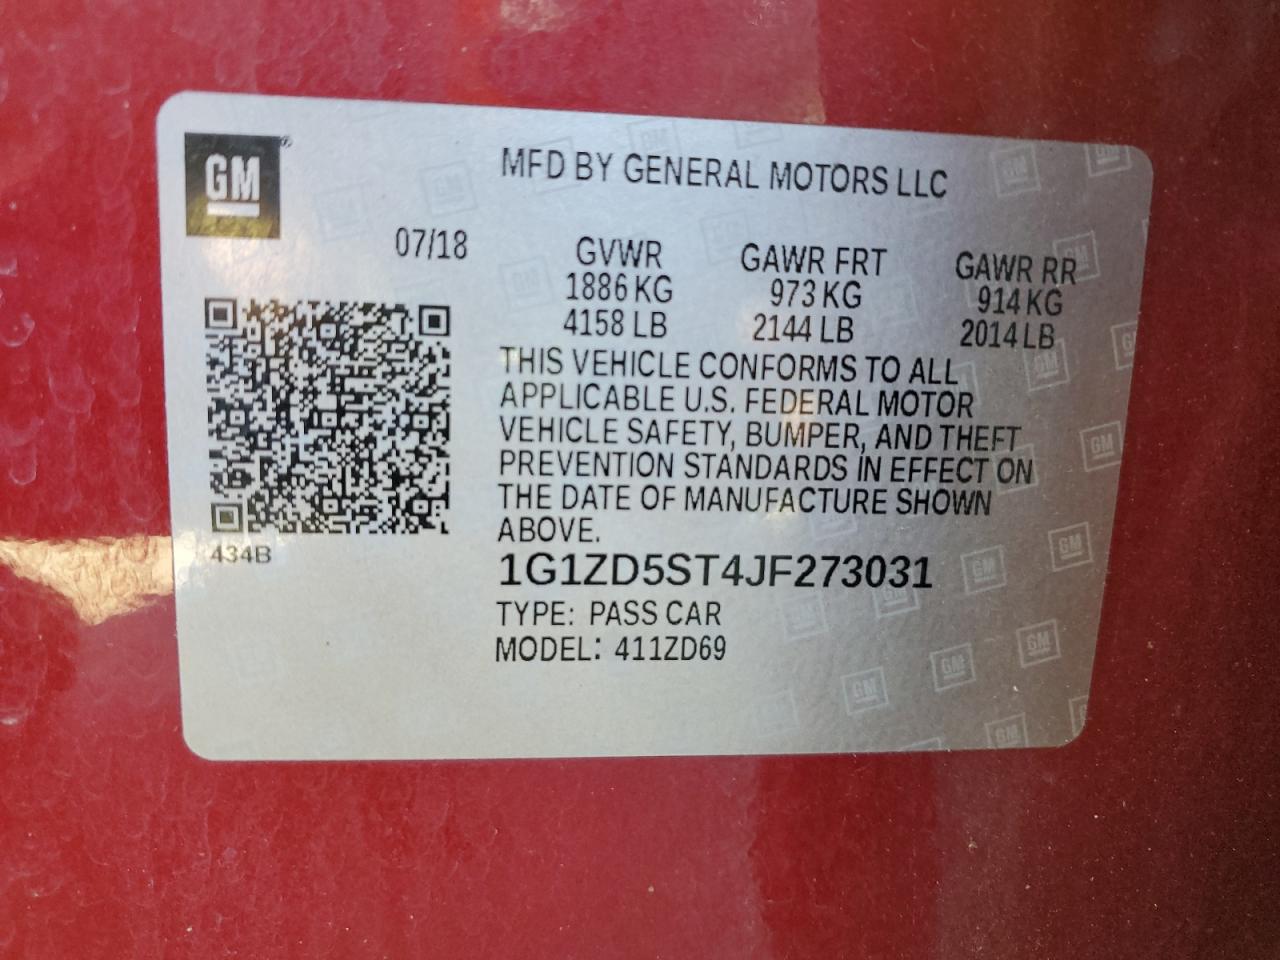 GM
MFD BY GENERAL MOTORS LLC
07/18
GVWR GAWR FRT GAWR RR
1886 KG 973 KG 914 KG
4158 LB 2144 LB 2014 LB
THIS VEHICLE CONFORMS TO ALL
APPLICABLE U.S. FEDERAL MOTOR
VEHICLE SAFETY, BUMPER, AND THEFT
PREVENTION STANDARDS IN EFFECT ON
THE DATE OF MANUFACTURE SHOWN
ABOVE.
434B
1G1ZD5ST4JF273031
TYPE: PASS CAR
MODEL: 411ZD69